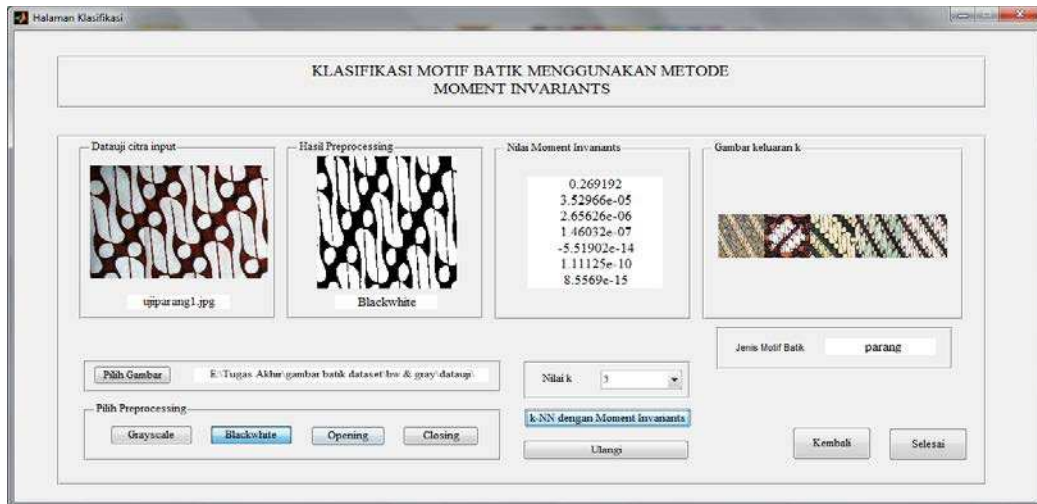 Halaman Klasifikasi
KLASIFIKASI MOTIF BATIK MENGGUNAKAN METODE
MOMENT INVARIANTS
Datauji citra input
ujiparang1.jpg
Hasil Preprocessing
Blackwhite
Nilai Moment Invariants
0.269192
3.52966e-05
2.65626e-06
1.46032e-07
-5.51902e-14
1.11125e-10
8.5569e-15
Gambar keluaran k
Jenis Motif Batik
parang
Pilih Gambar
E:\Tugas Akhir\gambar batik dataset\bw & gray\datauji\
Nilai k
Pilih Preprocessing
Grayscale
Blackwhite
Opening
Closing
k-NN dengan Moment Invariants
Ulangi
Kembali
Selesai